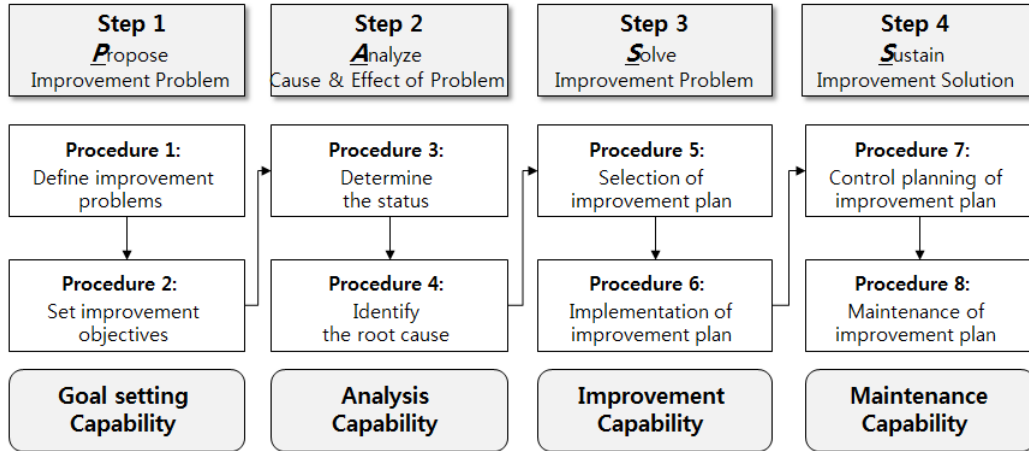 Step 1
Propose
Improvement Problem
Step 2
Analyze
Cause & Effect of Problem
Step 3
Solve
Improvement Problem
Step 4
Sustain
Improvement Solution
Procedure 1:
Define improvement
problems
Procedure 2:
Set improvement
objectives
Procedure 3:
Determine
the status
Procedure 4:
Identify
the root cause
Procedure 5:
Selection of
improvement plan
Procedure 6:
Implementation of
improvement plan
Procedure 7:
Control planning of
improvement plan
Procedure 8:
Maintenance of
improvement plan
Goal setting
Capability
Analysis
Capability
Improvement
Capability
Maintenance
Capability